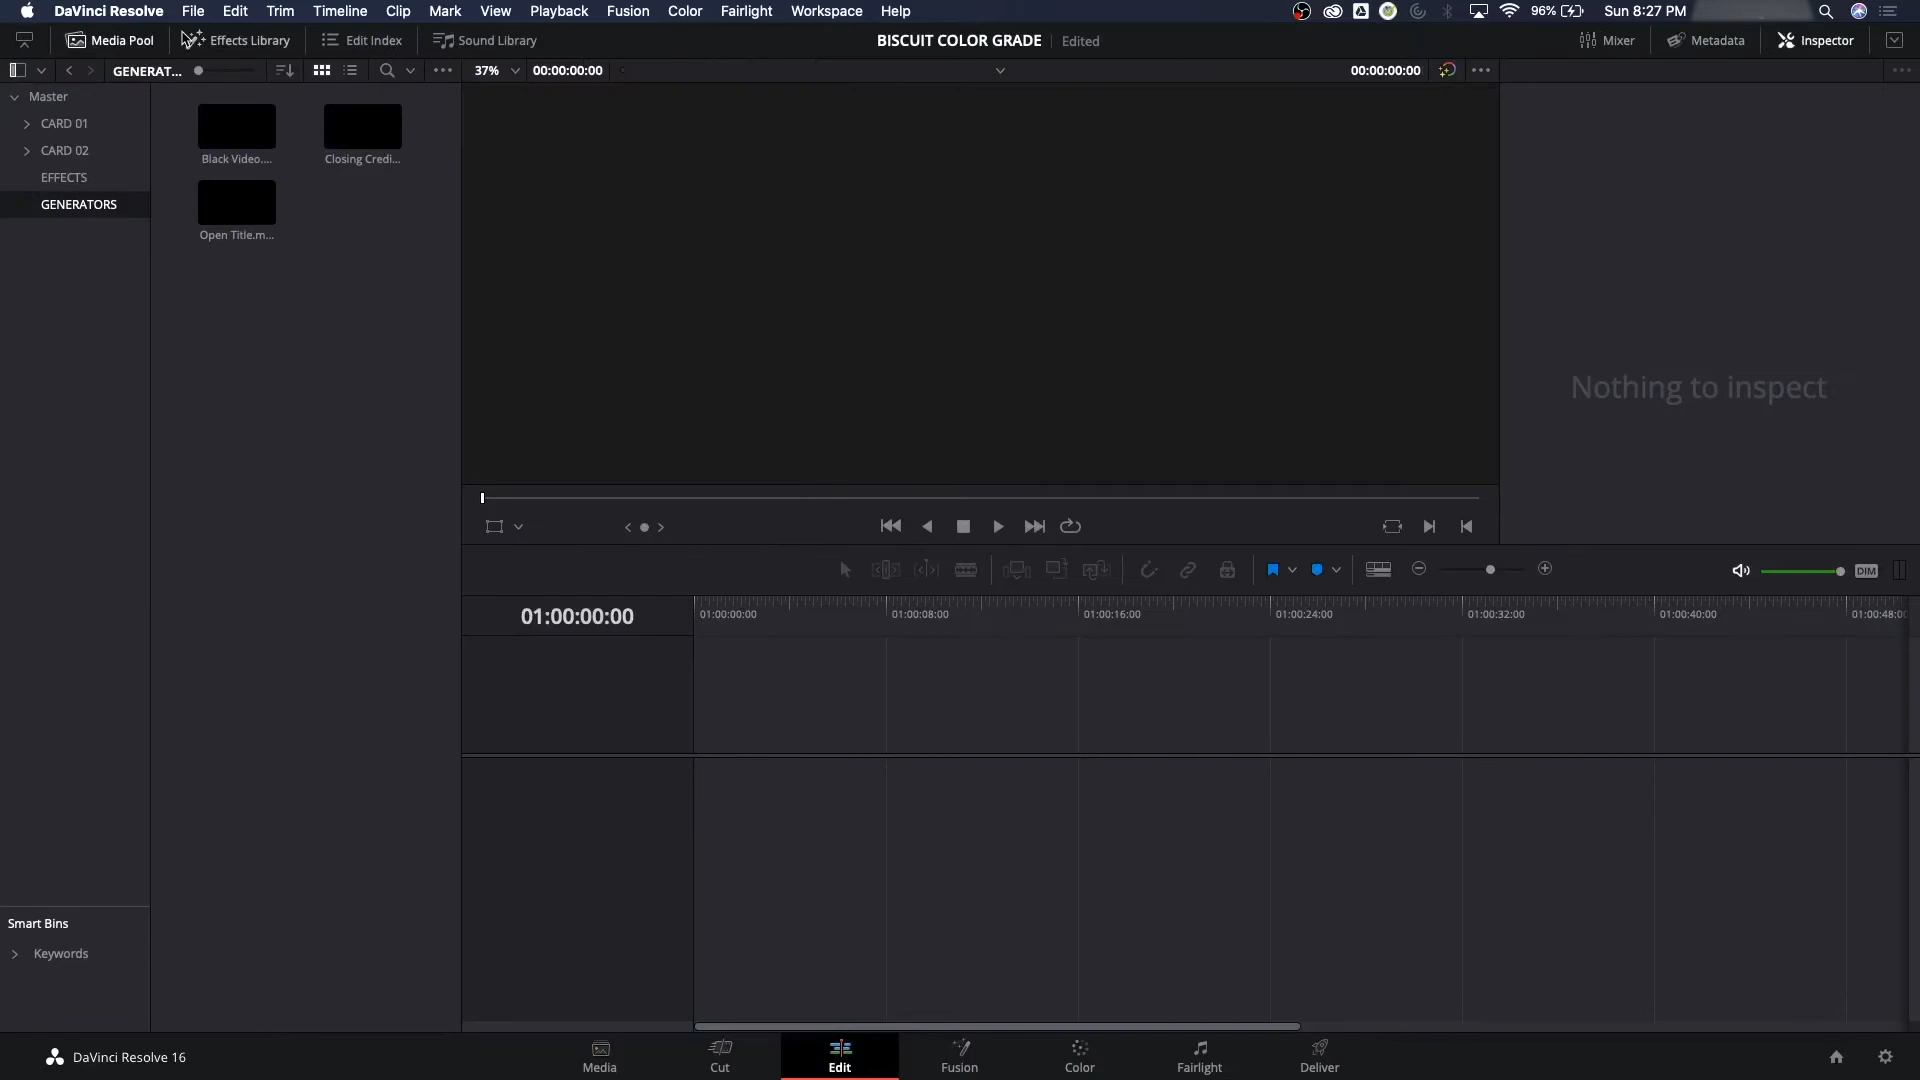 DaVinci Resolve File Edit Trim Timeline Clip Mark View Playback Fusion Color Fairlight Workspace Help 96% Sun 8:27 PM
Media Pool Effects Library Edit Index Sound Library BISCUIT COLOR GRADE Edited Mixer Metadata Inspector
GENERAT... 37% 00:00:00:00 00:00:00:00
Master
CARD 01
CARD 02
EFFECTS
GENERATORS
Black Video.... Closing Credi...
Open Title.m...
Nothing to inspect
DIM
01:00:00:00 01:00:00:00 01:00:08:00 01:00:16:00 01:00:24:00 01:00:32:00 01:00:40:00 01:00:48:00
Smart Bins
Keywords
DaVinci Resolve 16 Media Cut Edit Fusion Color Fairlight Deliver